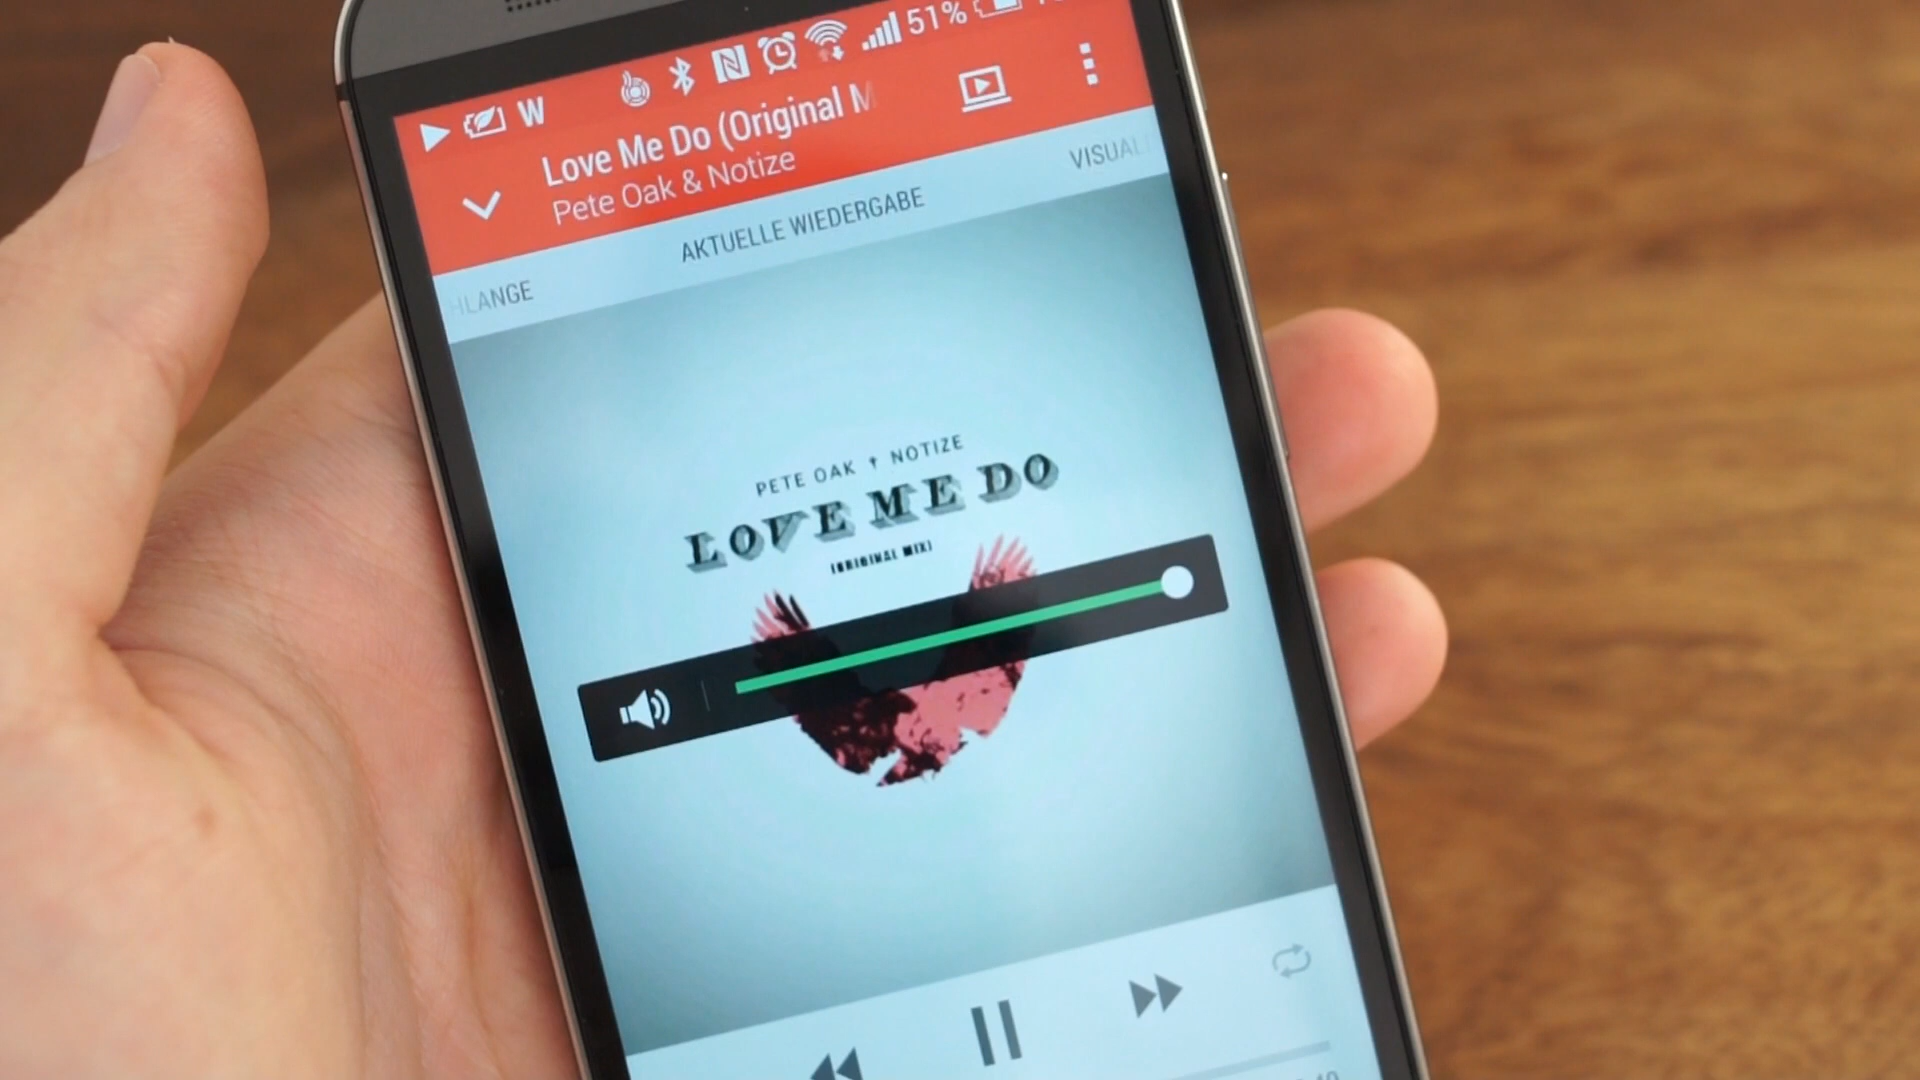 W 51%
Love Me Do (Original M
Pete Oak & Notize
HLANGE AKTUELLE WIEDERGABE VISUAL
PETE OAK NOTIZE
LOVE ME DO
(ORIGINAL MIX)